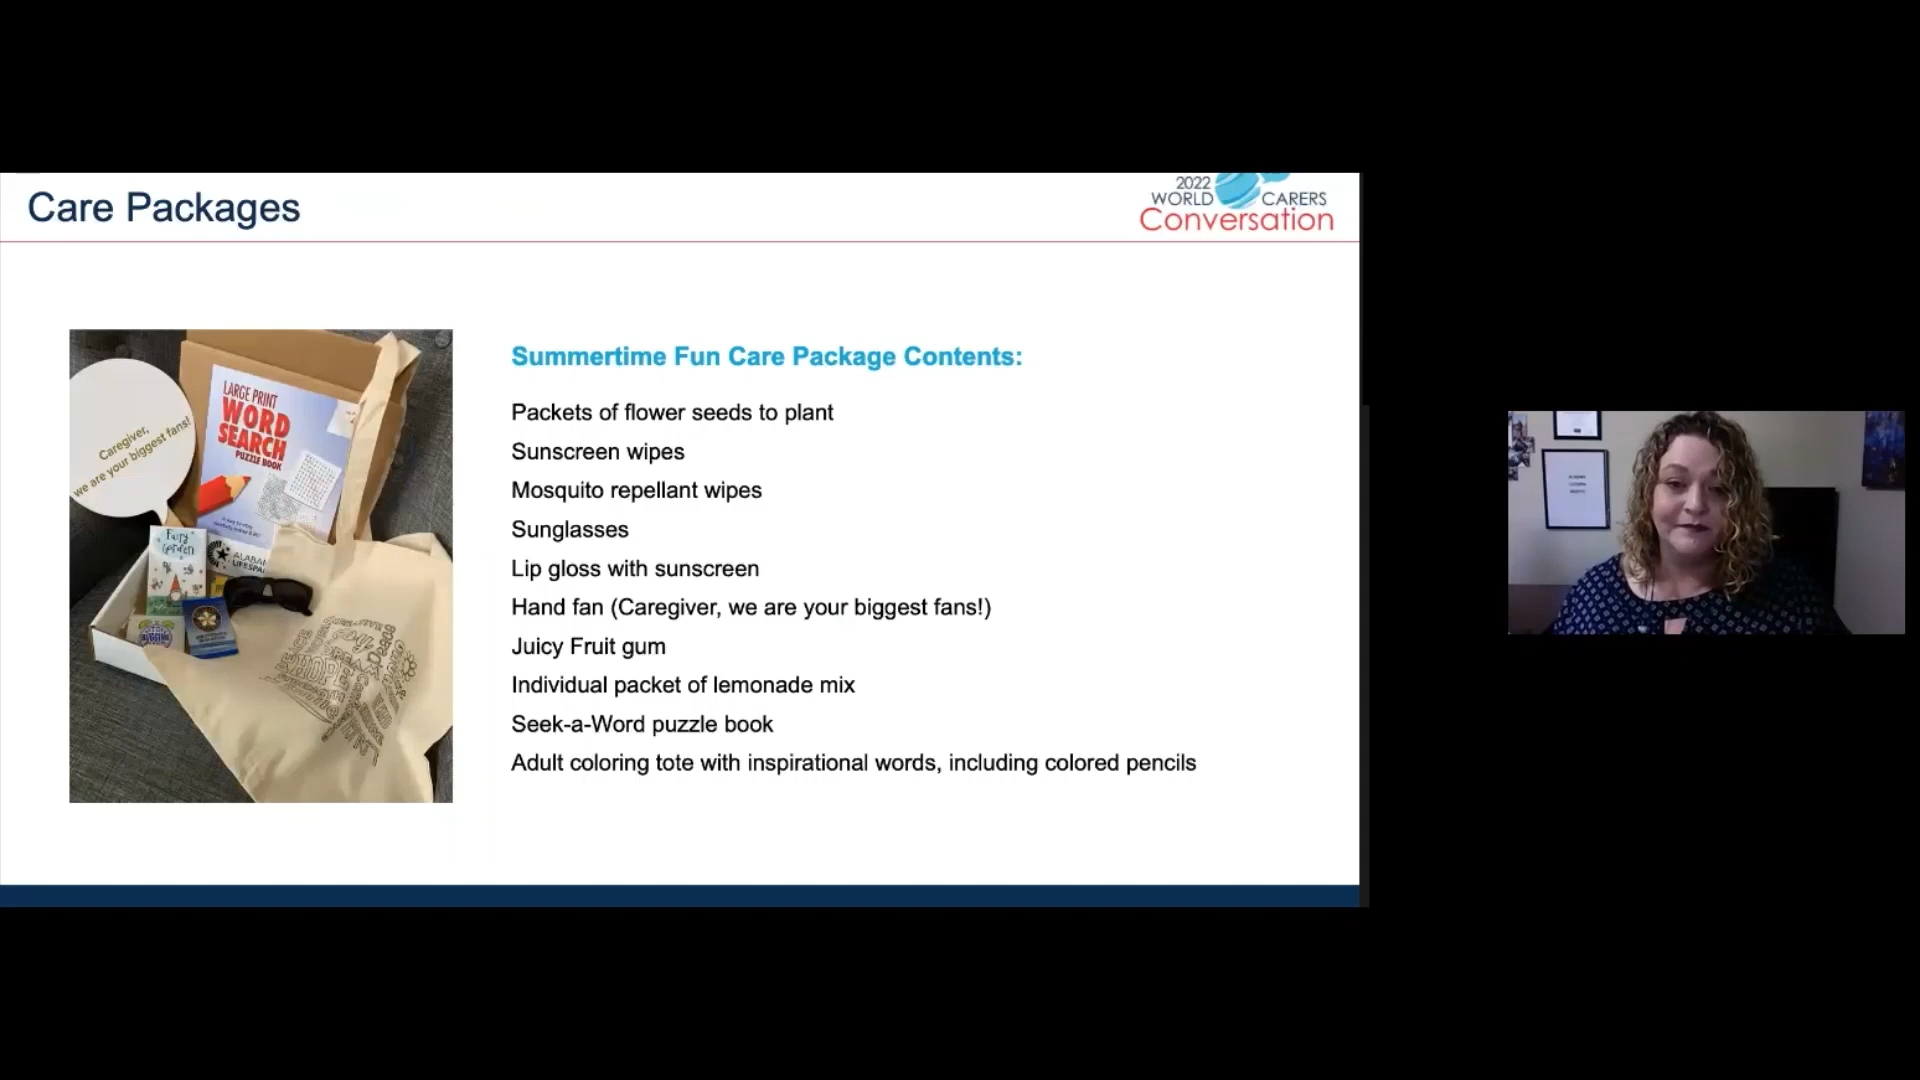 Care Packages
2022
WORLD CARERS
Conversation
Summertime Fun Care Package Contents:
Packets of flower seeds to plant
Sunscreen wipes
Mosquito repellant wipes
Sunglasses
Lip gloss with sunscreen
Hand fan (Caregiver, we are your biggest fans!)
Juicy Fruit gum
Individual packet of lemonade mix
Seek-a-Word puzzle book
Adult coloring tote with inspirational words, including colored pencils
Caregiver,
we are your biggest fans!
LARGE PRINT
WORD
SEARCH
PUZZLE BOOK
Fairy
Garden
HOPE